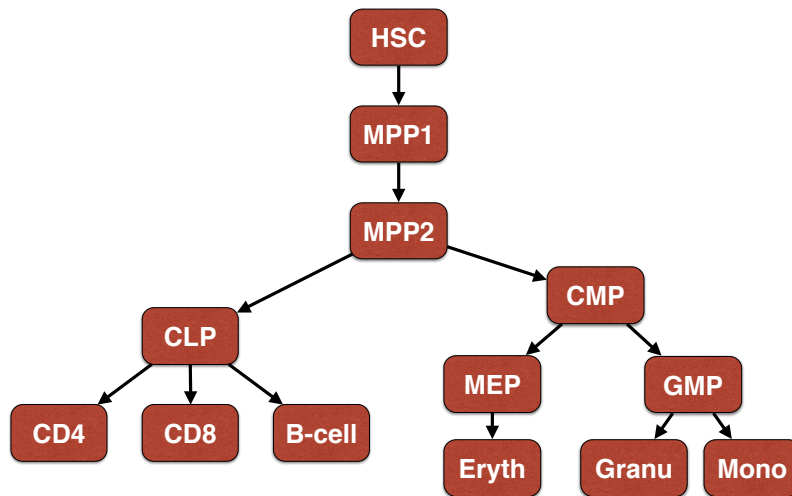 HSC
MPP1
MPP2
CMP
CLP
MEP
GMP
CD4
CD8
B-cell
Eryth
Granu
Mono